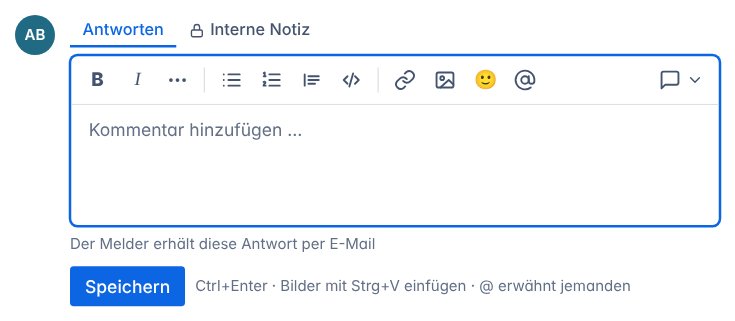 AB
Antworten Interne Notiz
B I ...
Kommentar hinzufügen ...
Der Melder erhält diese Antwort per E-Mail
Speichern Ctrl+Enter · Bilder mit Strg+V einfügen · @ erwähnt jemanden